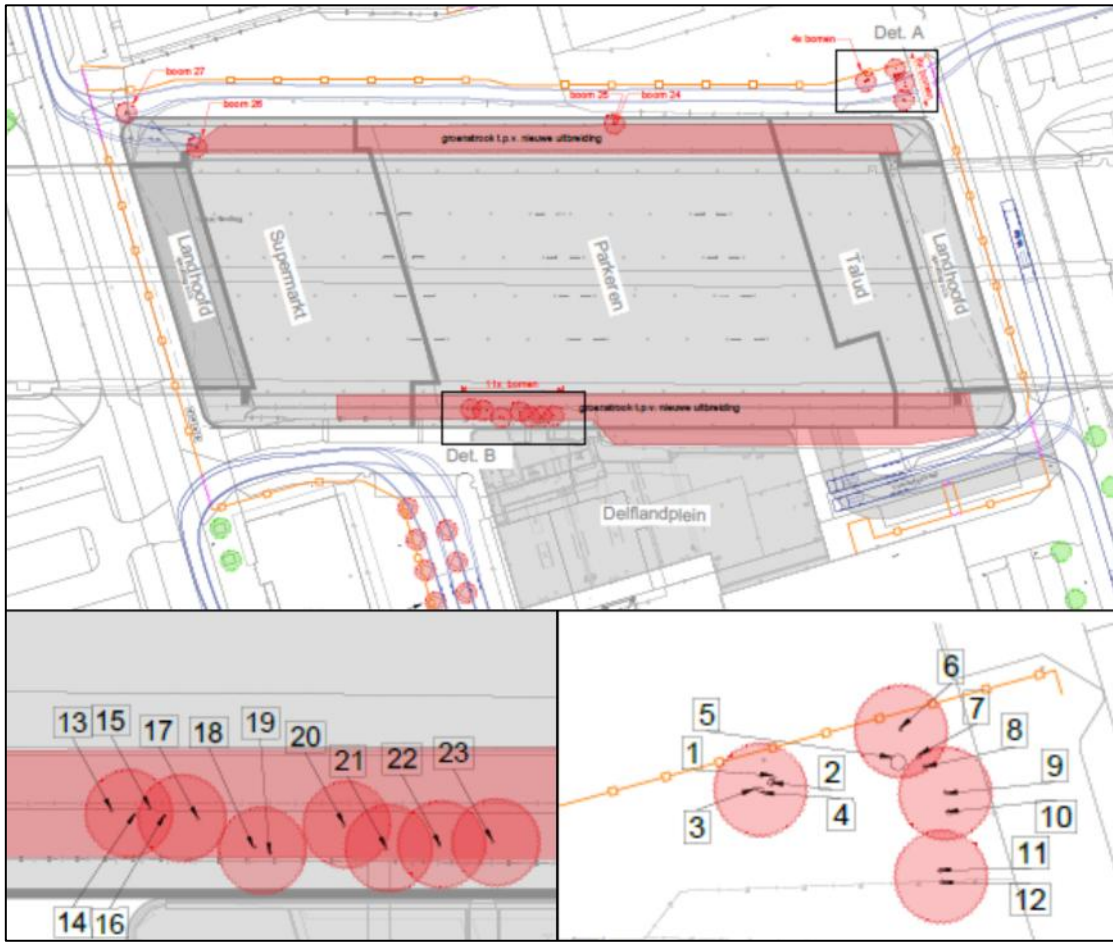 Det. A
4x bomen
boom 27
boom 26
boom 25
boom 24
8x bomen
groenstrook t.p.v. nieuwe uitbreiding
Landhoofd
Supermarkt
Parkeren
Talud
Landhoofd
11x bomen
groenstrook t.p.v. nieuwe uitbreiding
Det. B
Delflandplein
13
15
17
18
19
20
21
22
23
14
16
6
5
7
1
8
2
9
3
4
10
11
12